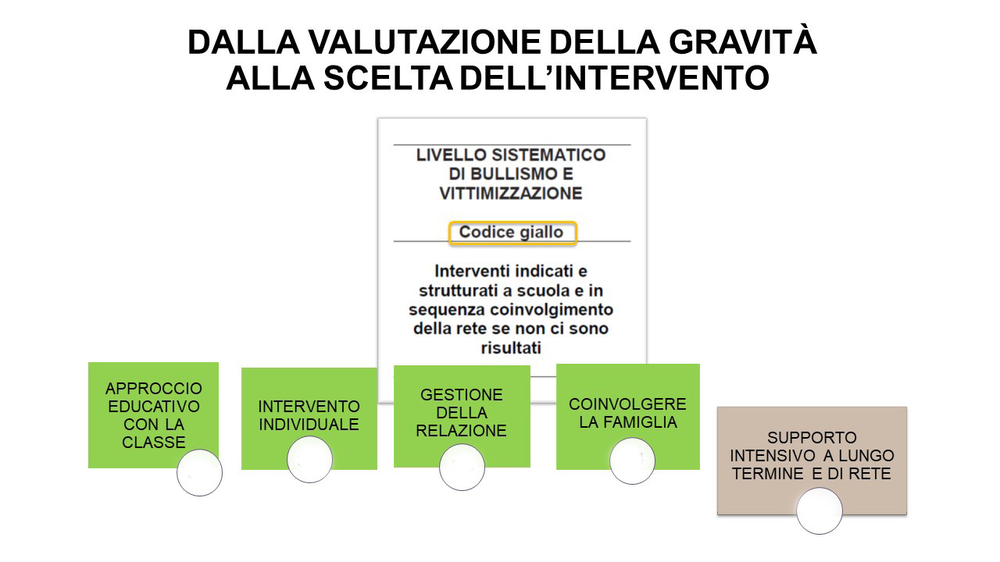 DALLA VALUTAZIONE DELLA GRAVITÀ
ALLA SCELTA DELL’INTERVENTO
LIVELLO SISTEMATICO
DI BULLISMO E
VITTIMIZZAZIONE
Codice giallo
Interventi indicati e
strutturati a scuola e in
sequenza coinvolgimento
della rete se non ci sono
risultati
APPROCCIO
EDUCATIVO
CON LA
CLASSE
INTERVENTO
INDIVIDUALE
GESTIONE
DELLA
RELAZIONE
COINVOLGERE
LA FAMIGLIA
SUPPORTO
INTENSIVO A LUNGO
TERMINE E DI RETE